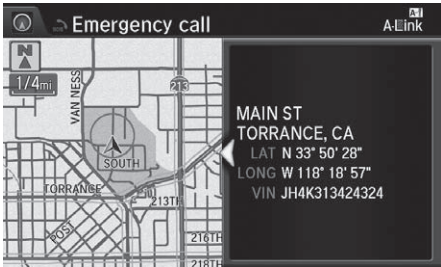 Emergency call
A-Link
N
1/4mi
VAN NESS
213
SOUTH
TORRANCE
213TH
POST
216TH
218TH
MAIN ST
TORRANCE, CA
LAT N 33° 50' 28"
LONG W 118° 18' 57"
VIN JH4K313424324